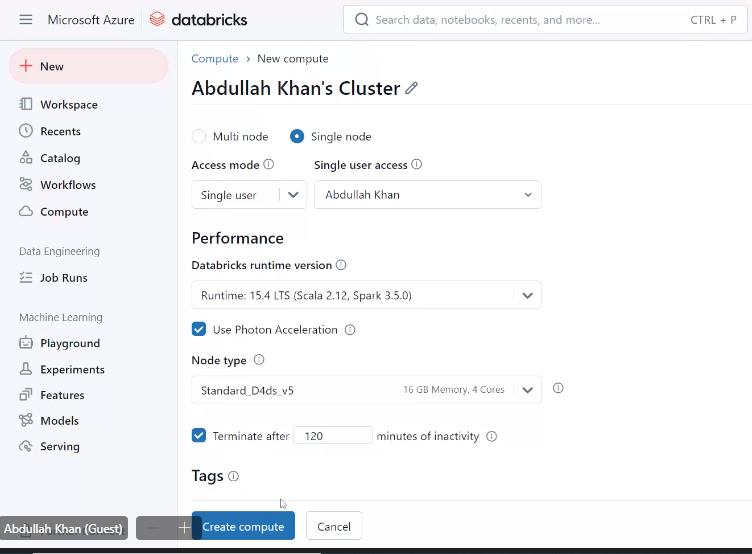 Microsoft Azure databricks Search data, notebooks, recents, and more... CTRL + P
New
Workspace
Recents
Catalog
Workflows
Compute
Data Engineering
Job Runs
Machine Learning
Playground
Experiments
Features
Models
Serving
Compute > New compute
Abdullah Khan's Cluster
Multi node Single node
Access mode Single user access
Single user Abdullah Khan
Performance
Databricks runtime version
Runtime: 15.4 LTS (Scala 2.12, Spark 3.5.0)
Use Photon Acceleration
Node type
Standard_D4ds_v5 16 GB Memory, 4 Cores
Terminate after 120 minutes of inactivity
Tags
Create compute Cancel
Abdullah Khan (Guest)